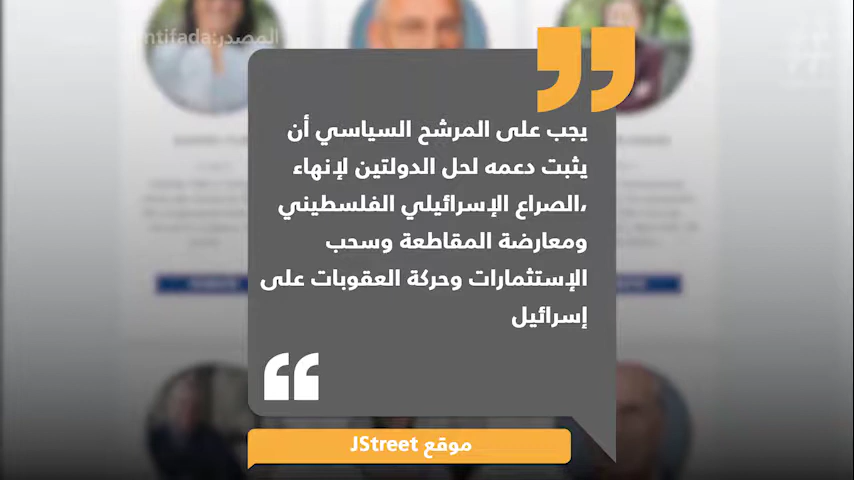 المصدر:ntifada
يجب على المرشح السياسي أن
يثبت دعمه لحل الدولتين لإنهاء
،الصراع الإسرائيلي الفلسطيني
ومعارضة المقاطعة وسحب
الإستثمارات وحركة العقوبات على
إسرائيل
موقع JStreet